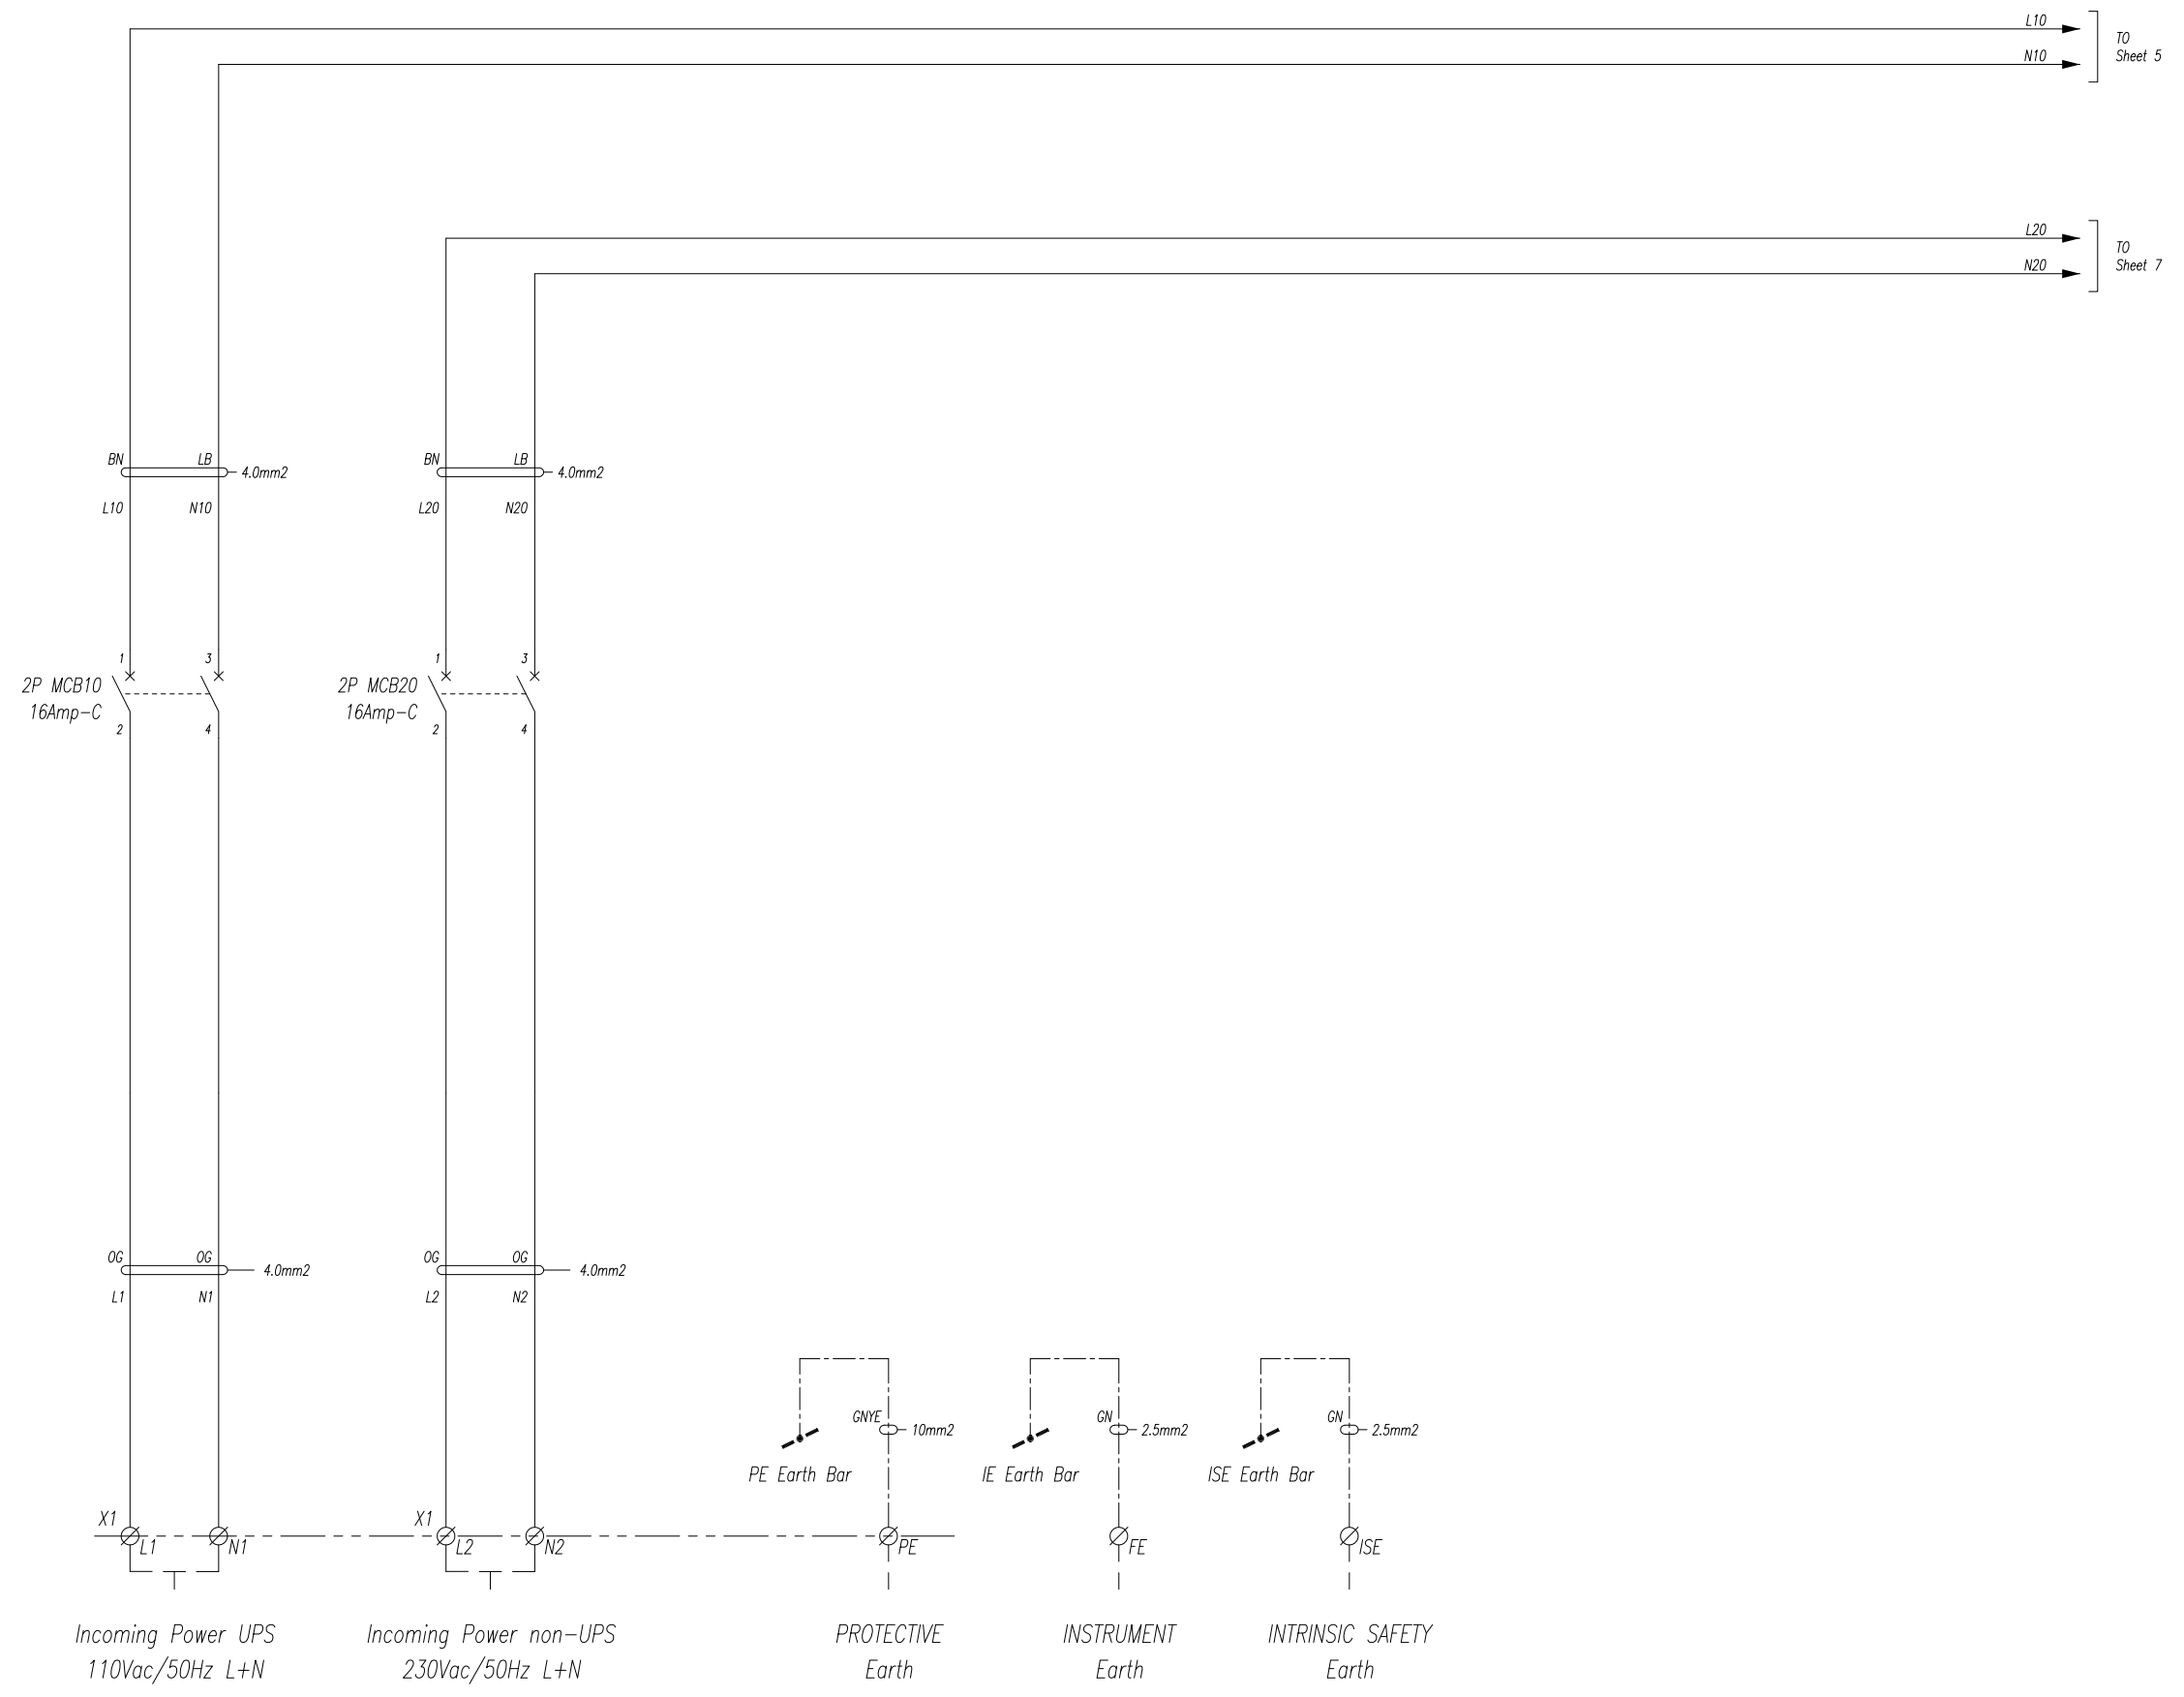 L10
TO
N10
Sheet 5
L20
TO
N20
Sheet 7
BN LB
4.0mm2
L10 N10
BN LB
4.0mm2
L20 N20
1 3
2P MCB10
16Amp-C
2 4
1 3
2P MCB20
16Amp-C
2 4
OG OG
4.0mm2
L1 N1
OG OG
4.0mm2
L2 N2
GNYE
10mm2
PE Earth Bar
GN
2.5mm2
IE Earth Bar
GN
2.5mm2
ISE Earth Bar
X1
L1 N1
X1
L2 N2
PE
FE
ISE
Incoming Power UPS
110Vac/50Hz L+N
Incoming Power non-UPS
230Vac/50Hz L+N
PROTECTIVE
Earth
INSTRUMENT
Earth
INTRINSIC SAFETY
Earth